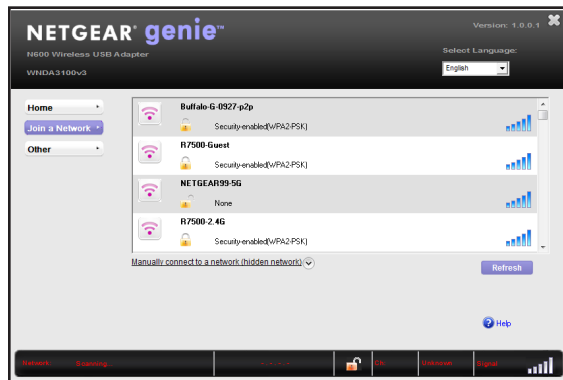 NETGEAR® genie™
Version: 1.0.0.1
N600 Wireless USB Adapter
Select Language:
WNDA3100v3
English
Home
Join a Network
Other
Buffalo-G-0927-p2p
Security-enabled(WPA2-PSK)
R7500-Guest
Security-enabled(WPA2-PSK)
NETGEAR99-5G
None
R7500-2.4G
Security-enabled(WPA2-PSK)
Manually connect to a network (hidden network)
Refresh
Help
Network: Scanning.. -.-.-.- Ch: Unknown Signal